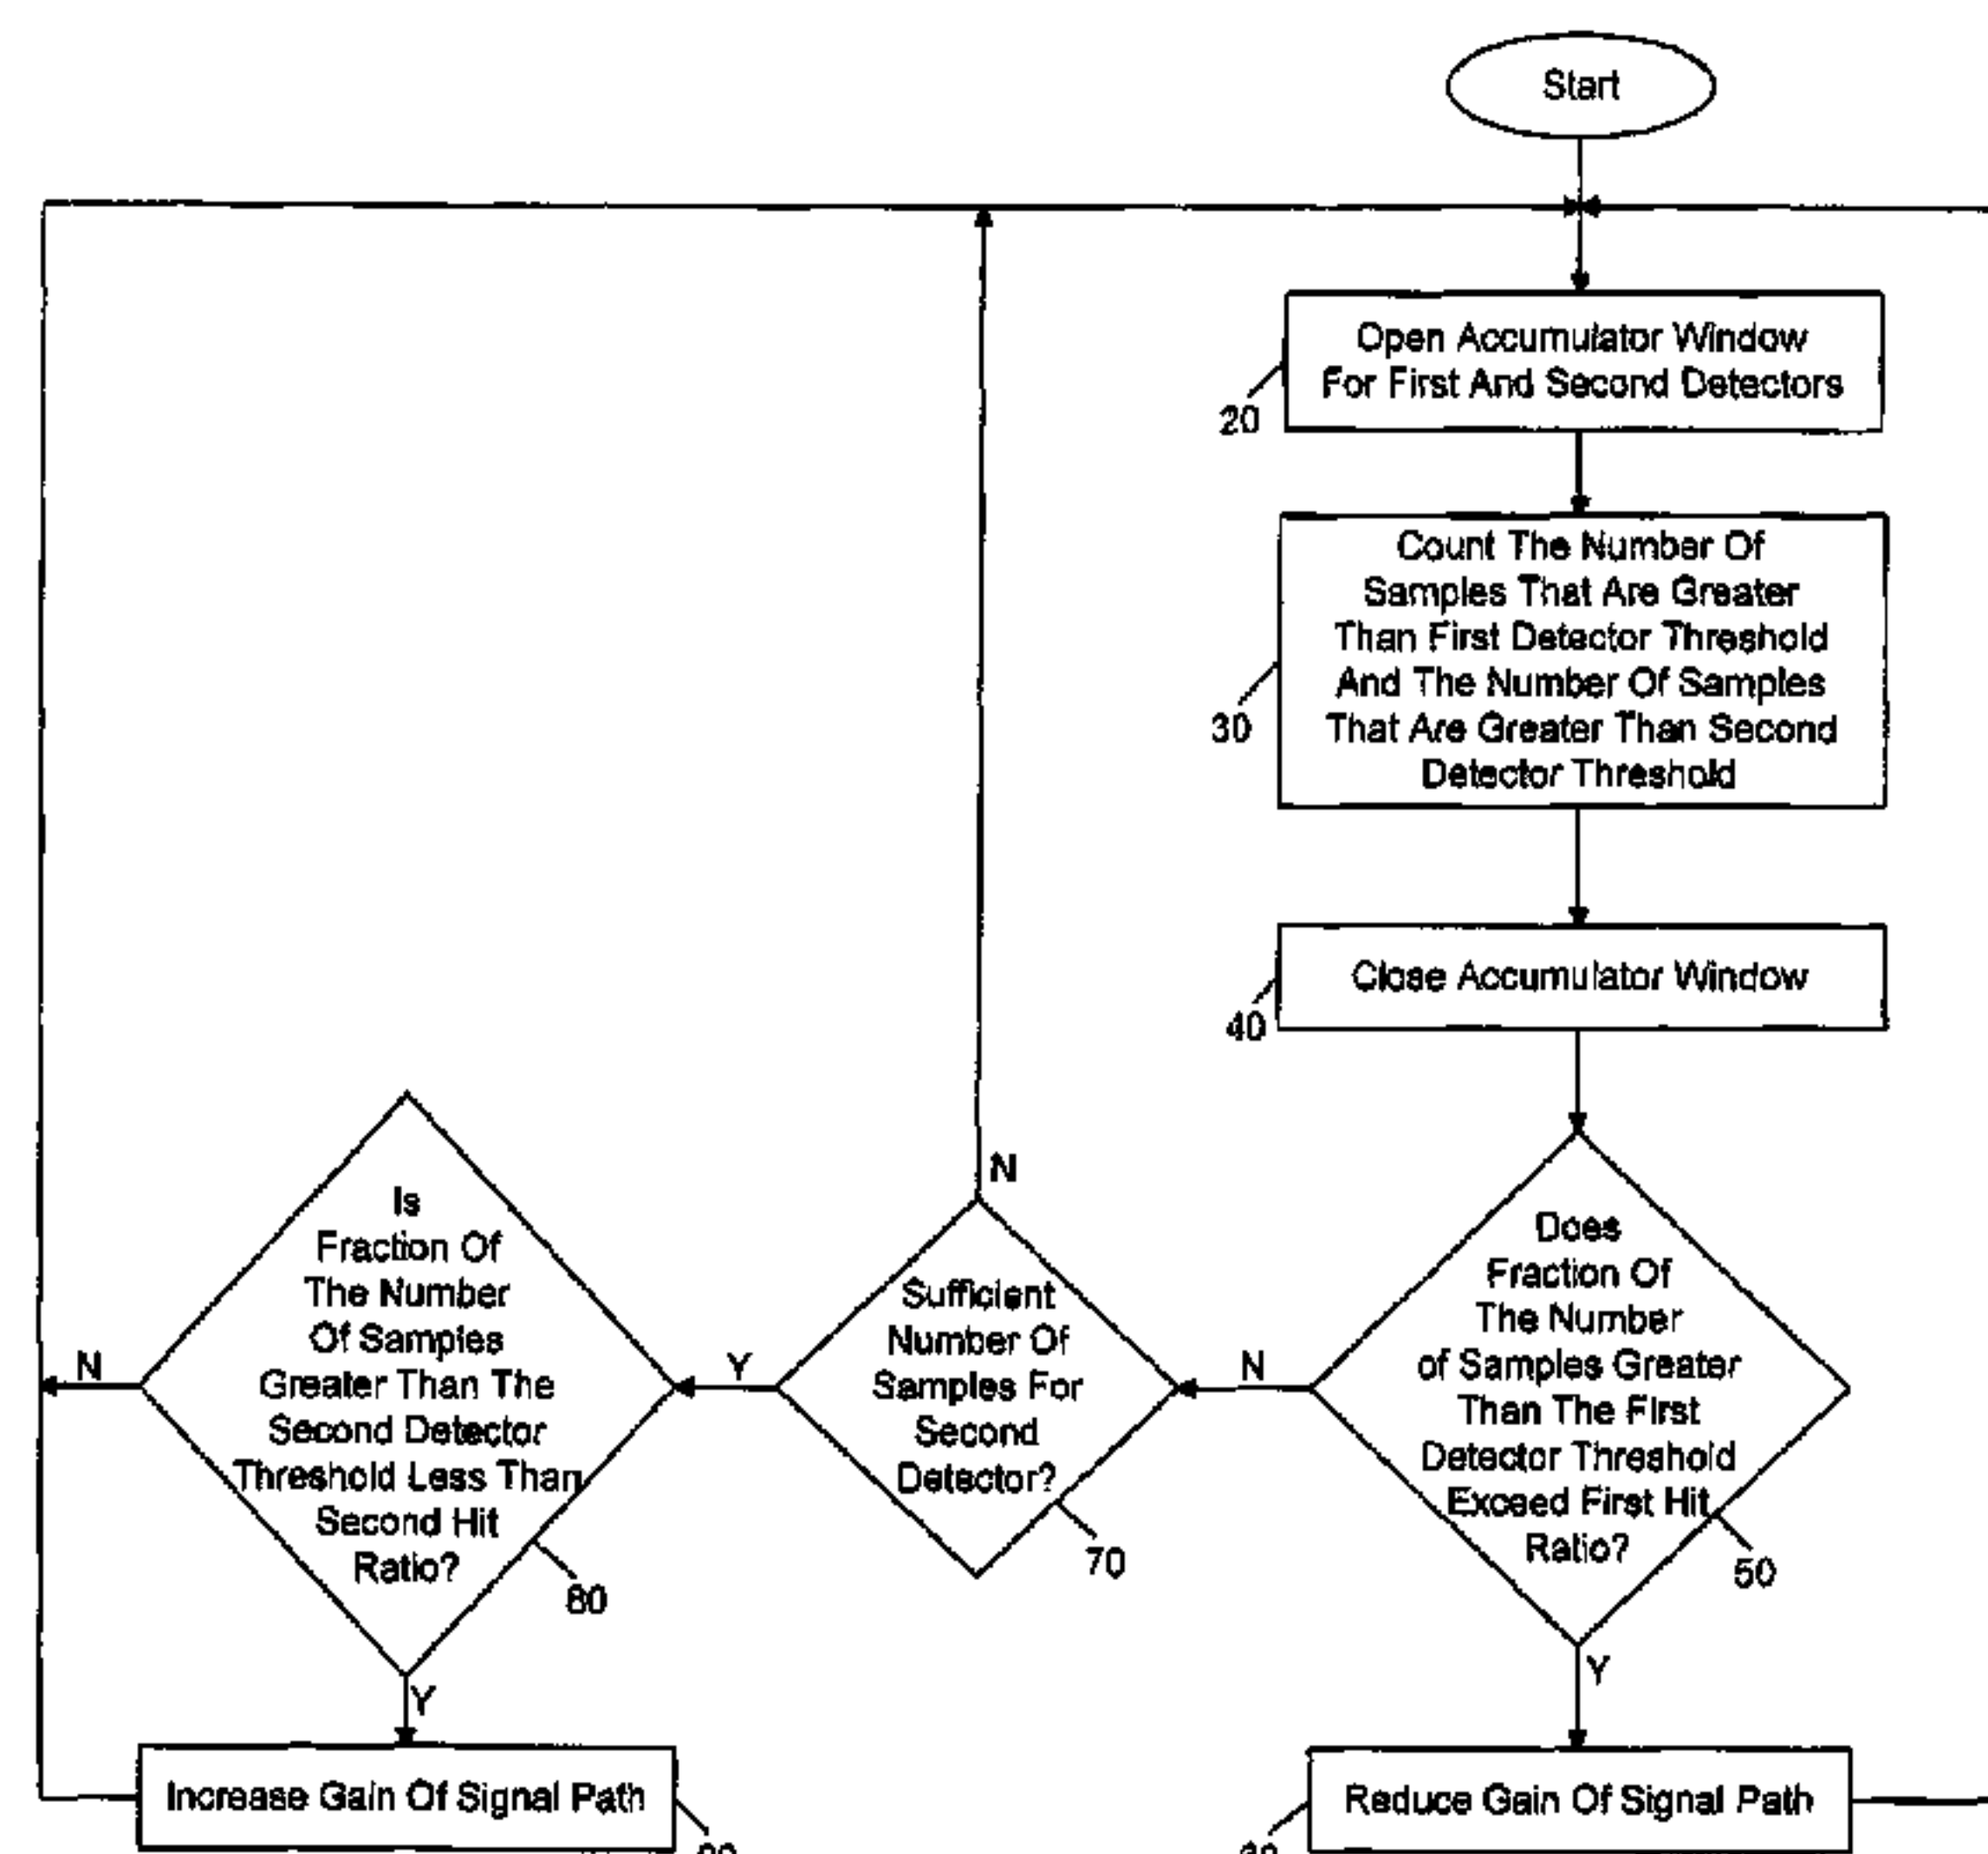 Start
Open Accumulator Window
For First And Second Detectors
20
Count The Number Of
Samples That Are Greater
Than First Detector Threshold
And The Number Of Samples
That Are Greater Than Second
Detector Threshold
30
Close Accumulator Window
40
Does
Fraction Of
The Number
of Samples Greater
Than The First
Detector Threshold
Exceed First Hit
Ratio?
50
N
Y
Sufficient
Number Of
Samples For
Second
Detector?
70
N
Y
Is
Fraction Of
The Number
Of Samples
Greater Than The
Second Detector
Threshold Less Than
Second Hit
Ratio?
80
N
Y
Increase Gain Of Signal Path
Reduce Gain Of Signal Path